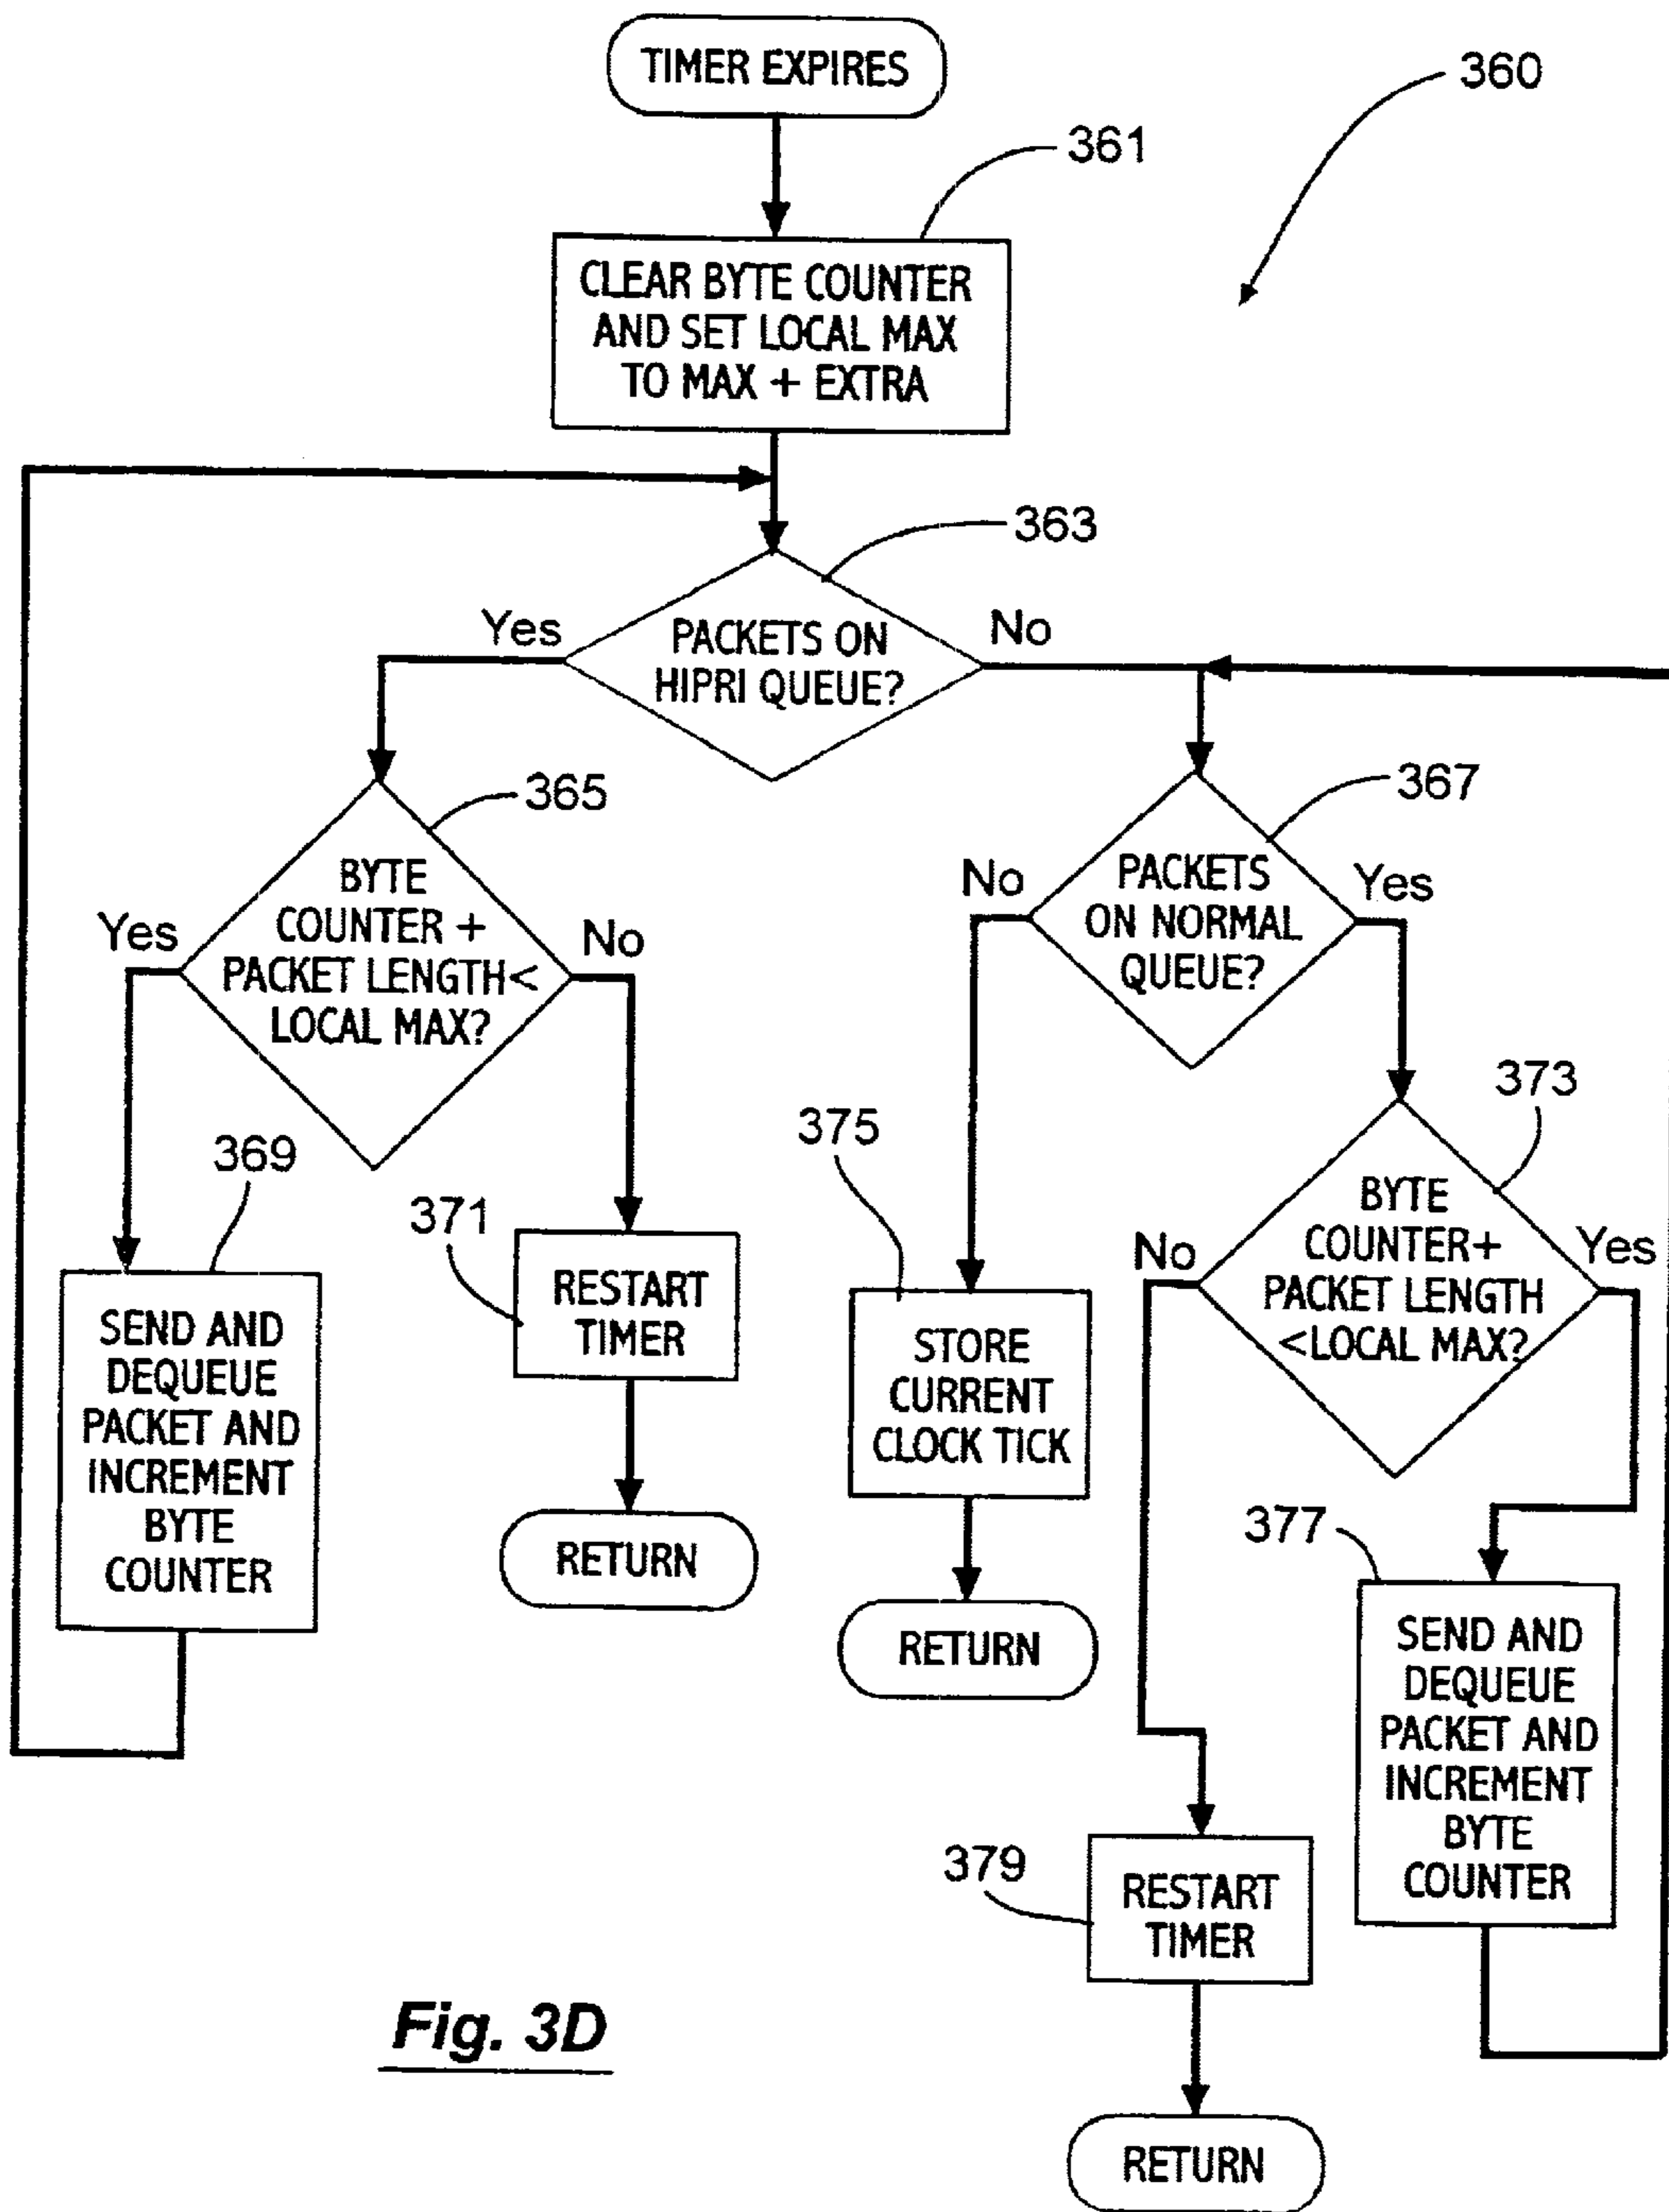 TIMER EXPIRES
360
361
CLEAR BYTE COUNTER
AND SET LOCAL MAX
TO MAX + EXTRA
363
Yes
PACKETS ON
HIPRI QUEUE?
No
365
BYTE
COUNTER +
PACKET LENGTH<
LOCAL MAX?
Yes
No
367
PACKETS
ON NORMAL
QUEUE?
No
Yes
369
SEND AND
DEQUEUE
PACKET AND
INCREMENT
BYTE
COUNTER
371
RESTART
TIMER
RETURN
375
STORE
CURRENT
CLOCK TICK
RETURN
373
BYTE
COUNTER+
PACKET LENGTH
<LOCAL MAX?
No
Yes
377
SEND AND
DEQUEUE
PACKET AND
INCREMENT
BYTE
COUNTER
379
RESTART
TIMER
RETURN
Fig. 3D